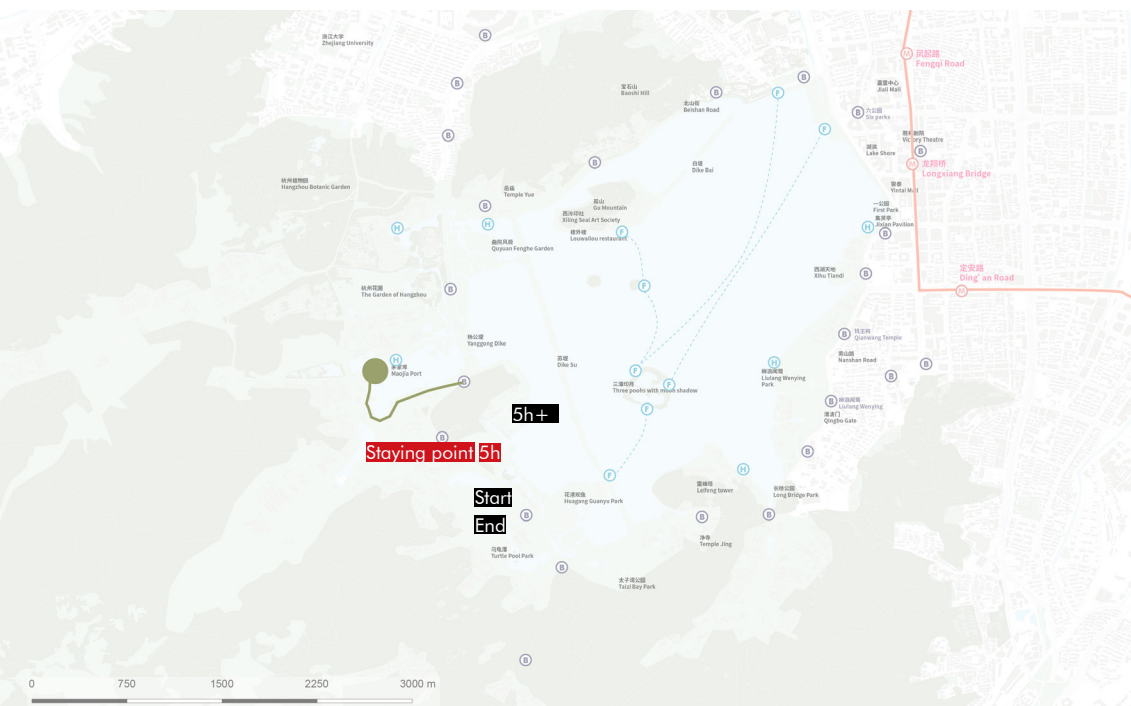 浙江大学
Zhejiang University
B
B
B
宝石山
Baoshi Hill
北山街
Beishan Road
B
F
B
F
M 凤起路
Fengqi Road
嘉里中心
Jiali Mall
B 六公园
Six parks
胜利剧院
Victory Theatre
湖滨
Lake Shore
B
M 龙翔桥
Longxiang Bridge
白堤
Dike Bai
B
杭州植物园
Hangzhou Botanic Garden
岳庙
Temple Yue
B
孤山
Gu Mountain
西泠印社
Xiling Seal Art Society
楼外楼
Louwailou restaurant
F
H
H
曲院风荷
Quyuan Fenghe Garden
银泰
Yintai Mall
一公园
First Park
集贤亭
Jixian Pavilion
H
B
定安路
Ding' an Road
M
西湖天地
Xihu Tiandi
B
杭州花圃
The Garden of Hangzhou
B
F
杨公堤
Yanggong Dike
苏堤
Dike Su
H
茅家埠
Maojia Port
B
B 钱王祠
Qianwang Temple
南山路
Nanshan Road
B
B
H
柳浪闻莺
Liulang Wenying
Park
F
三潭印月
Three pools with moon shadow
F
F
B 柳浪闻莺
Liulang Wenying
清波门
Qingbo Gate
5h+
B
Staying point 5h
B
F
H
花港观鱼
Huagang Guanyu Park
雷峰塔
Leifeng tower
长桥公园
Long Bridge Park
Start
End
B
B
B
净寺
Temple Jing
乌龟潭
Turtle Pool Park
B
太子湾公园
Taizi Bay Park
B
0 750 1500 2250 3000 m